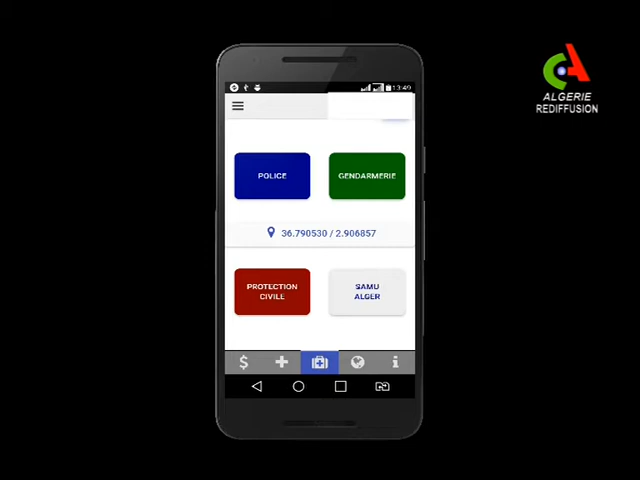 13:49
ALGERIE
REDIFFUSION
POLICE
GENDARMERIE
36.790530 / 2.906857
PROTECTION
CIVILE
SAMU
ALGER